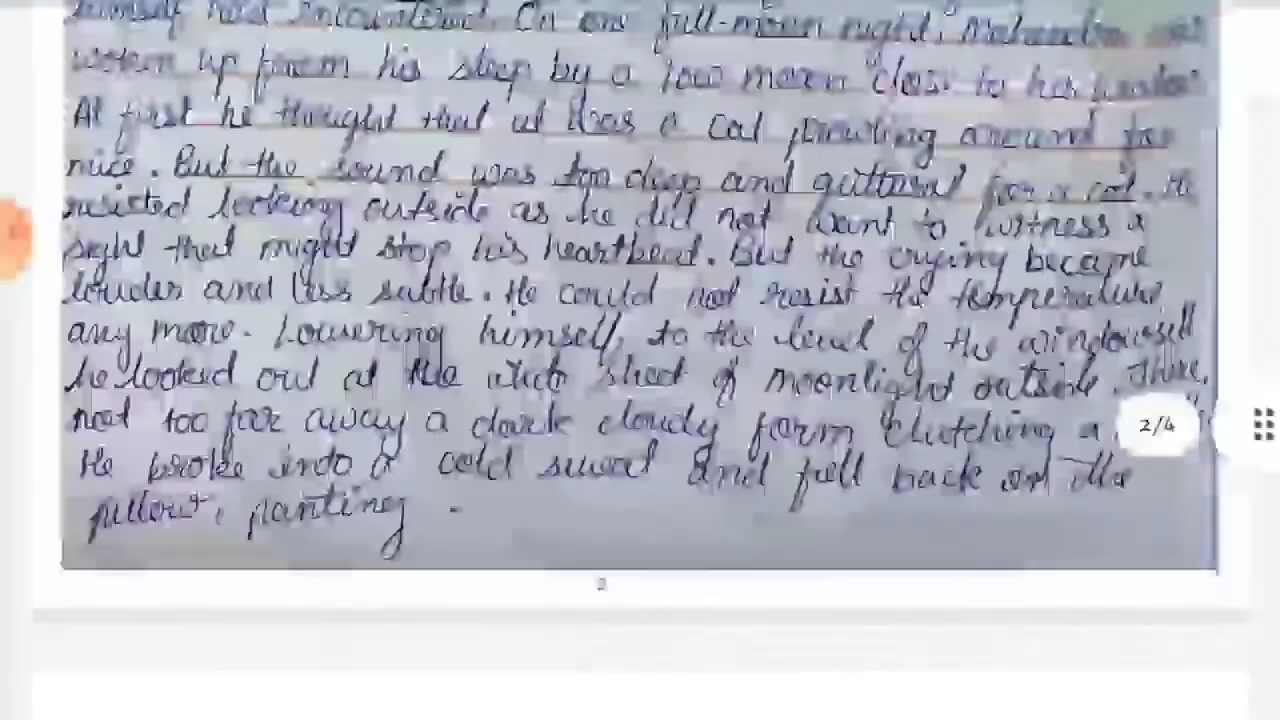 himself had encountered. On one full-moon night, Mahendra was
woken up from his sleep by a low moan close to his window
At first he thought that it was a cat prowling around for
mice. But the sound was too deep and guttural for a cat. He
resisted looking outside as he did not want to witness a
sight that might stop his heartbeat. But the crying became
louder and less subtle. He could not resist the temperature
any more. Lowering himself, to the level of the windowsill
he looked out at the white sheet of moonlight outside. There,
not too far away a dark cloudy form clutching a
He broke into a cold sweat and fell back on the
pillow, panting.
2
2/4